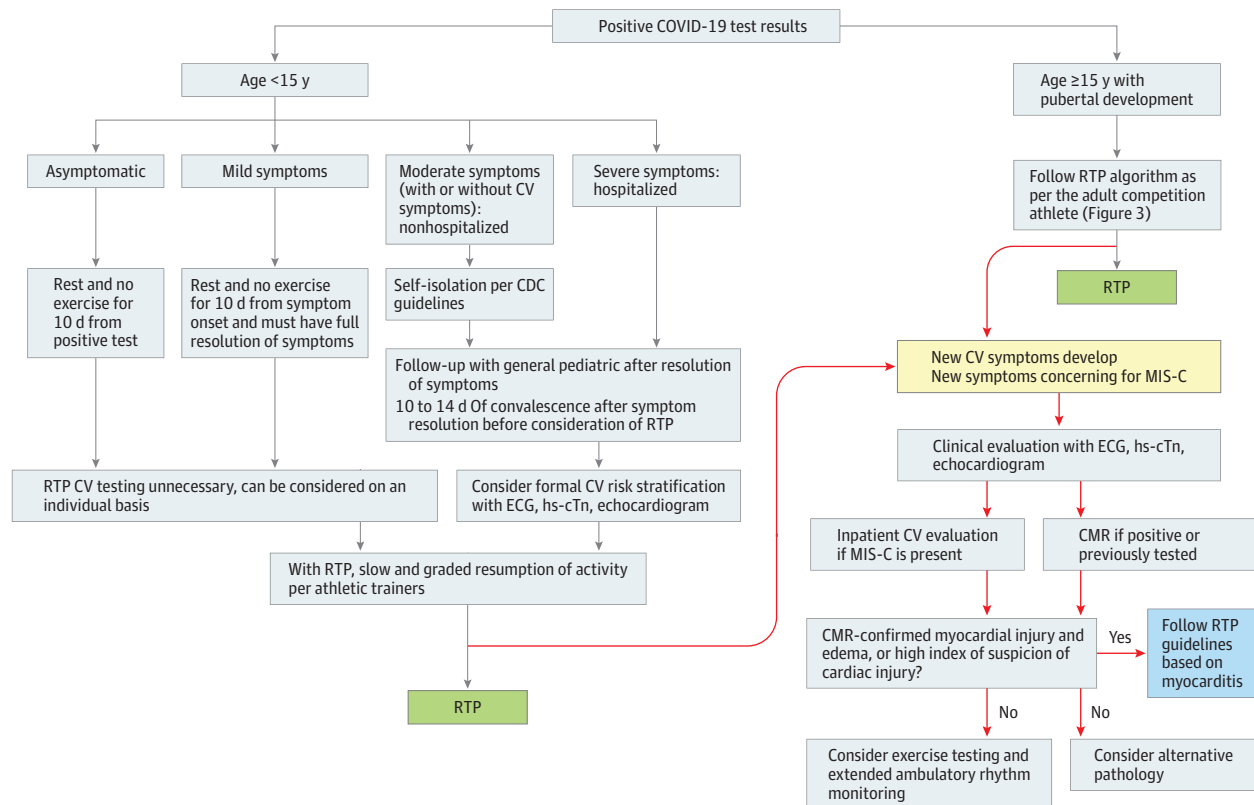 Positive COVID-19 test results
Age <15 y
Age ≥15 y with
pubertal development
Asymptomatic
Mild symptoms
Moderate symptoms
(with or without CV
symptoms):
nonhospitalized
Severe symptoms:
hospitalized
Follow RTP algorithm as
per the adult competition
athlete (Figure 3)
Rest and no
exercise for
10 d from
positive test
Rest and no exercise
for 10 d from symptom
onset and must have full
resolution of symptoms
Self-isolation per CDC
guidelines
RTP
Follow-up with general pediatric after resolution
of symptoms
10 to 14 d Of convalescence after symptom
resolution before consideration of RTP
New CV symptoms develop
New symptoms concerning for MIS-C
Clinical evaluation with ECG, hs-cTn,
echocardiogram
RTP CV testing unnecessary, can be considered on an
individual basis
Consider formal CV risk stratification
with ECG, hs-cTn, echocardiogram
Inpatient CV evaluation
if MIS-C is present
CMR if positive or
previously tested
With RTP, slow and graded resumption of activity
per athletic trainers
CMR-confirmed myocardial injury and
edema, or high index of suspicion of
cardiac injury?
Yes
Follow RTP
guidelines
based on
myocarditis
RTP
No
No
Consider exercise testing and
extended ambulatory rhythm
monitoring
Consider alternative
pathology